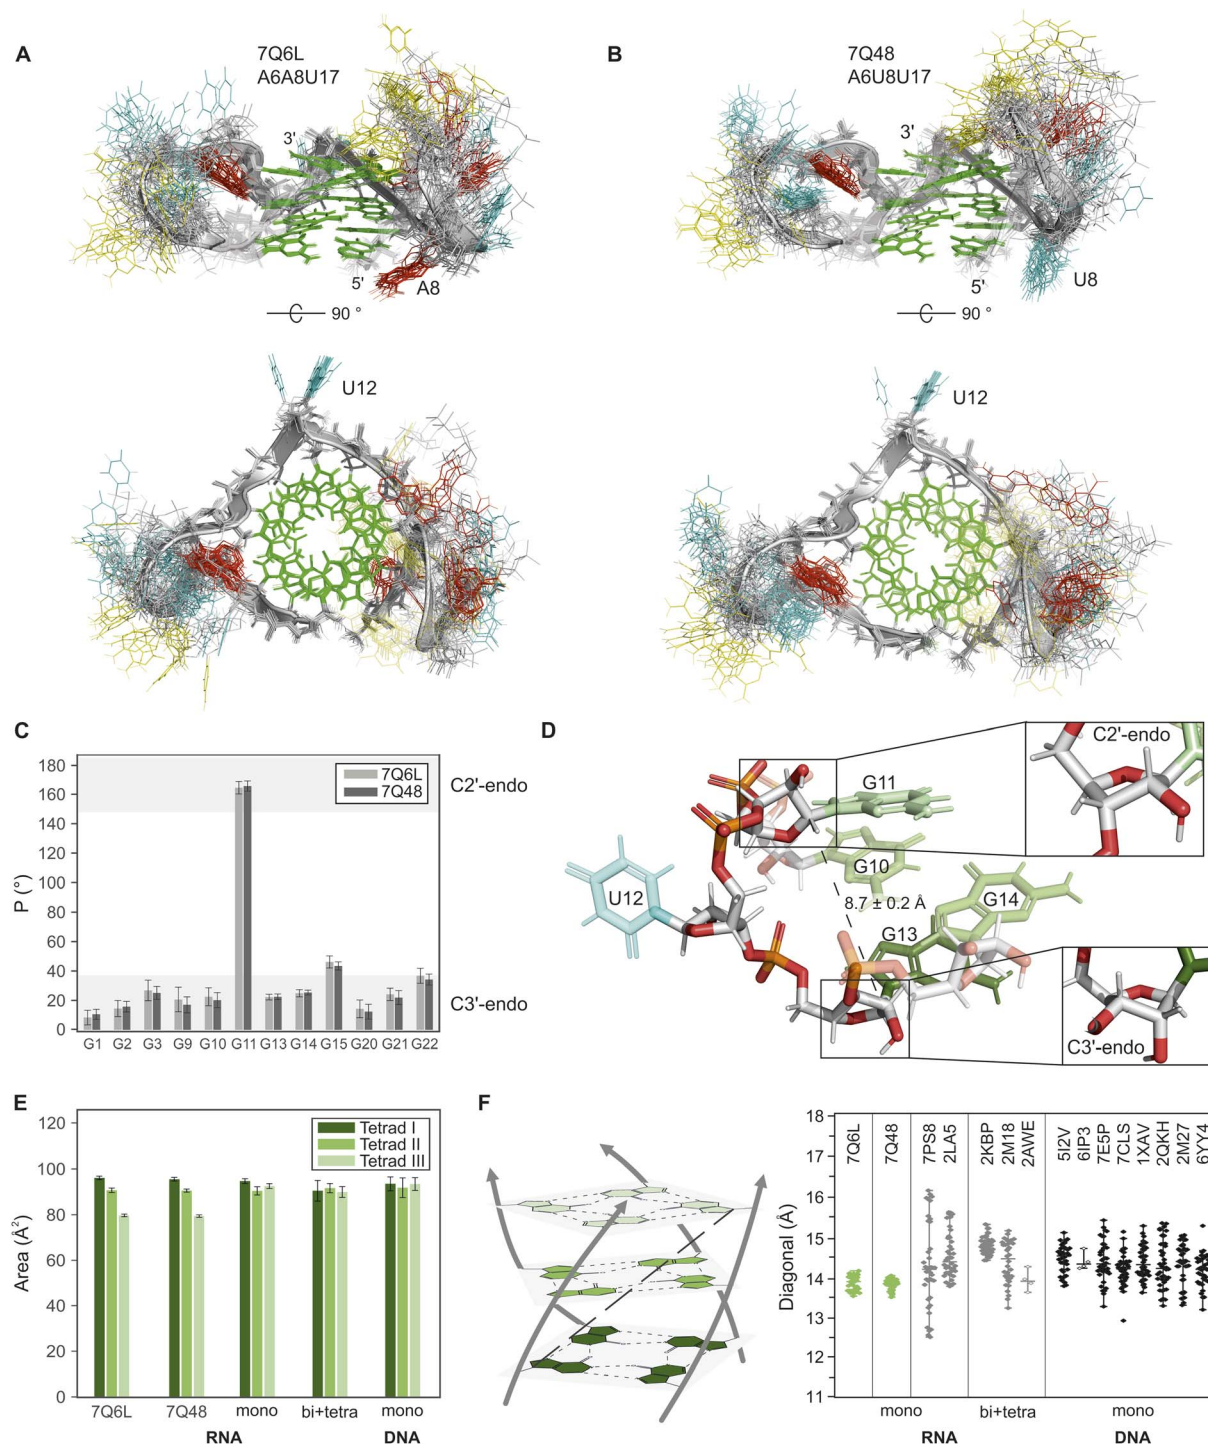 A
7Q6L
A6A8U17
3'
5'
A8
90 °
U12
B
7Q48
A6U8U17
3'
5'
U8
90 °
U12
C
P (°)
180
160
140
120
100
80
60
40
20
0
7Q6L
7Q48
C2'-endo
C3'-endo
G1 G2 G3 G9 G10 G11 G13 G14 G15 G20 G21 G22
D
C2'-endo
G11
G10
U12
8.7 ± 0.2 Å
G14
G13
C3'-endo
E
Area (Å²)
120
100
80
60
40
20
0
Tetrad I
Tetrad II
Tetrad III
7Q6L 7Q48 mono bi+tetra mono
RNA DNA
F
Diagonal (Å)
18
17
16
15
14
13
12
11
7Q6L
7Q48
7PS8
2LA5
2KBP
2M18
2AWE
5I2V
6IP3
7E5P
7CLS
1XAV
2QKH
2M27
6YY4
mono bi+tetra mono
RNA DNA